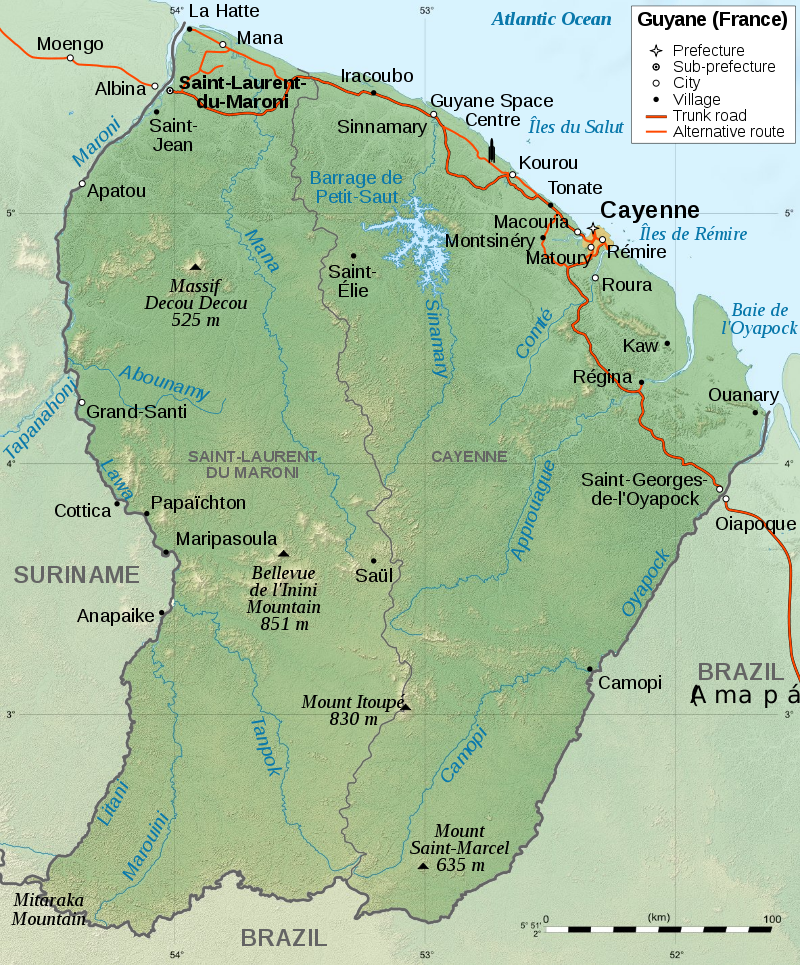 54°
La Hatte
53°
Atlantic Ocean
Guyane (France)
Prefecture
Sub-prefecture
City
Village
Trunk road
Alternative route
Moengo
Mana
Albina
Saint-Laurent-
du-Maroni
Iracoubo
Guyane Space
Centre
Saint-
Jean
Sinnamary
Îles du Salut
Maroni
Kourou
Apatou
Barrage de
Petit-Saut
Tonate
5°
Cayenne
5°
Macouria
Îles de Rémire
Mana
Montsinéry
Matoury
Rémire
Massif
Decou Decou
525 m
Saint-
Élie
Roura
Sinamary
Comté
Baie de
l'Oyapock
Kaw
Abounamy
Régina
Tapanahoni
Grand-Santi
Ouanary
4°
SAINT-LAURENT
DU MARONI
CAYENNE
4°
Lawa
Saint-Georges-
de-l'Oyapock
Cottica
Papaïchton
Approuague
Oiapoque
Maripasoula
SURINAME
Bellevue
de l'Inini
Mountain
851 m
Saül
Oyapock
Anapaike
BRAZIL
Camopi
Amapá
Mount Itoupé
830 m
3°
3°
Tanpok
Camopi
Litani
Marouini
Mount
Saint-Marcel
635 m
Mitaraka
Mountain
0
(km)
100
5° 51'
2°
BRAZIL
54°
53°
52°